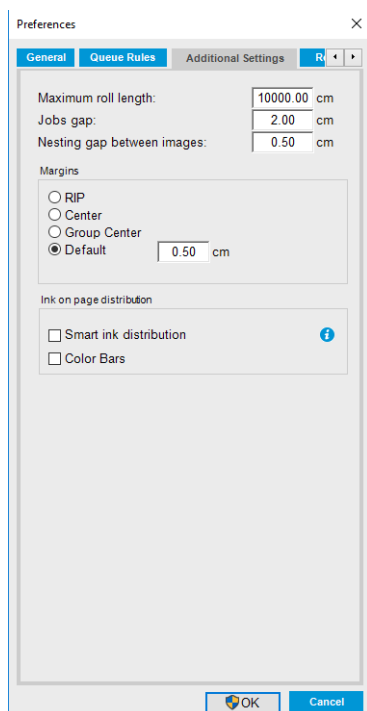 Preferences
General Queue Rules Additional Settings
Maximum roll length: 10000.00 cm
Jobs gap: 2.00 cm
Nesting gap between images: 0.50 cm
Margins
RIP
Center
Group Center
Default 0.50 cm
Ink on page distribution
Smart ink distribution
Color Bars
OK Cancel